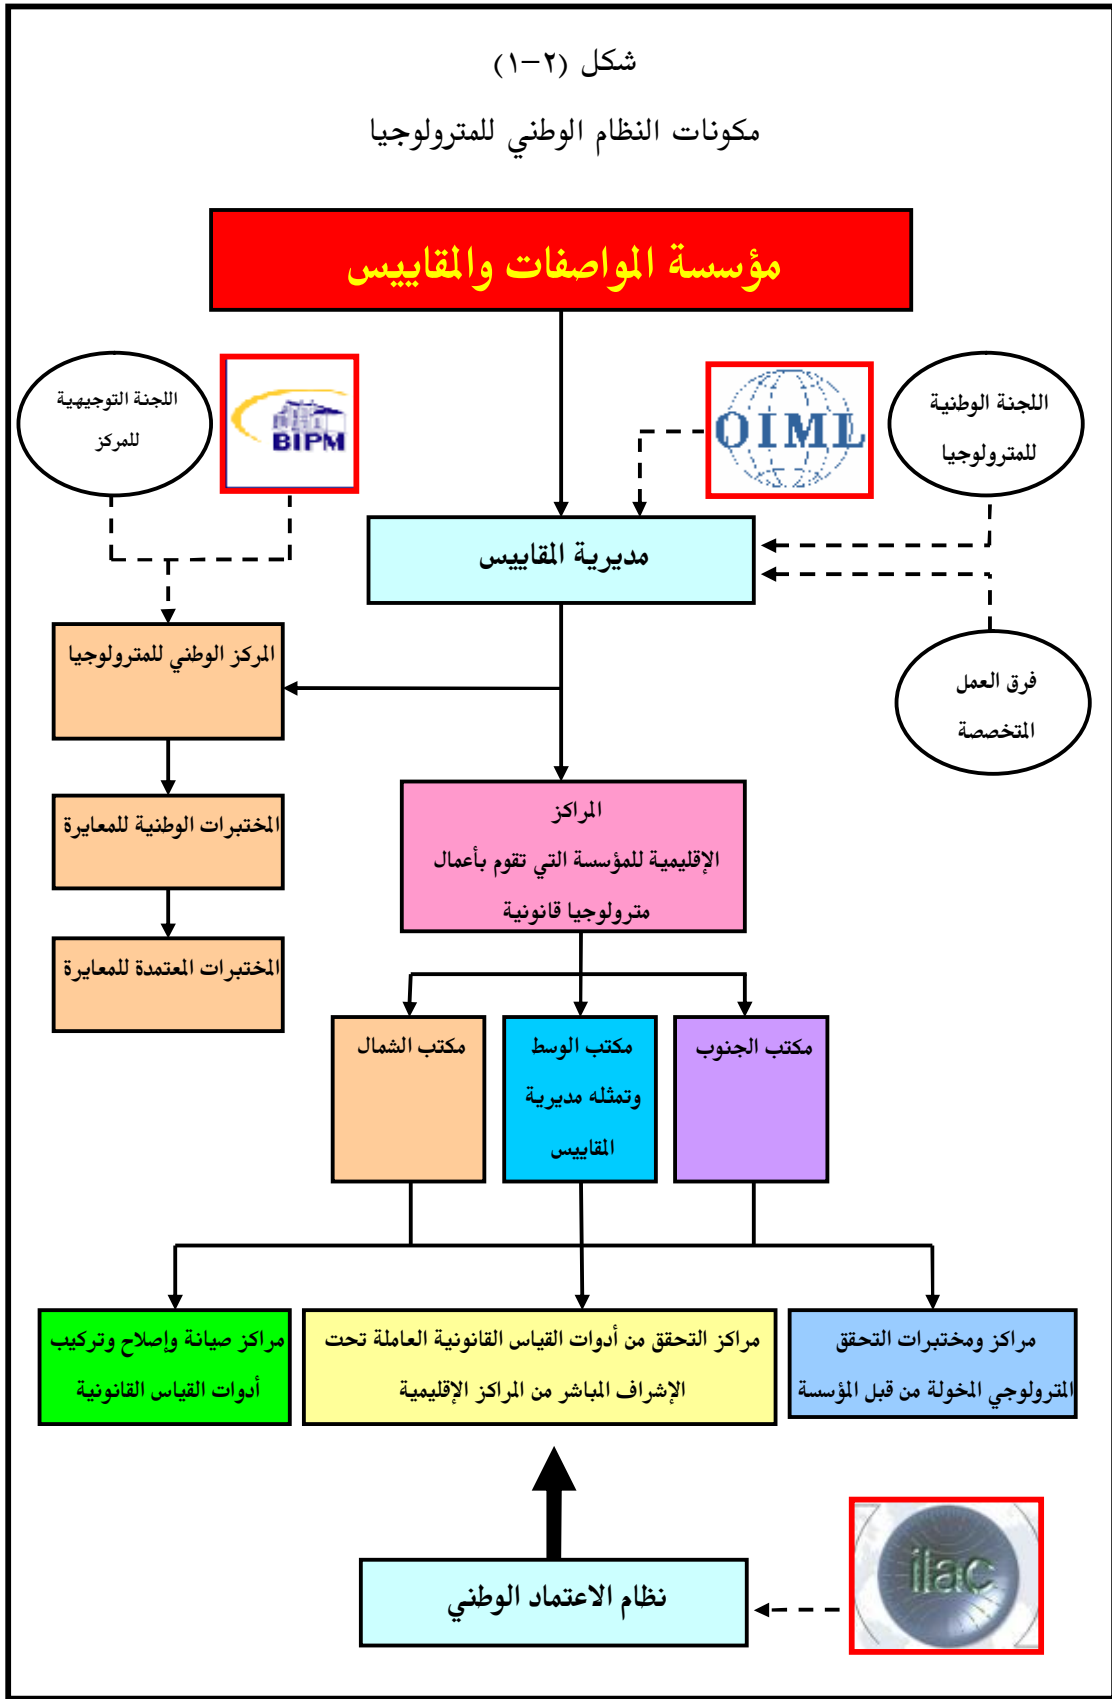 شكل (٢-١)
مكونات النظام الوطني للمترولوجيا
مؤسسة المواصفات والمقاييس
اللجنة الوطنية
للمترولوجيا
OIML
BIPM
اللجنة التوجيهية
للمركز
مديرية المقاييس
فرق العمل
المتخصصة
المركز الوطني للمترولوجيا
المختبرات الوطنية للمعايرة
المختبرات المعتمدة للمعايرة
المراكز
الإقليمية للمؤسسة التي تقوم بأعمال
مترولوجيا قانونية
مكتب الجنوب
مكتب الوسط
وتمثله مديرية
المقاييس
مكتب الشمال
مراكز ومختبرات التحقق
المترولوجي المخولة من قبل المؤسسة
مراكز التحقق من أدوات القياس القانونية العاملة تحت
الإشراف المباشر من المراكز الإقليمية
مراكز صيانة وإصلاح وتركيب
أدوات القياس القانونية
نظام الاعتماد الوطني
ilac